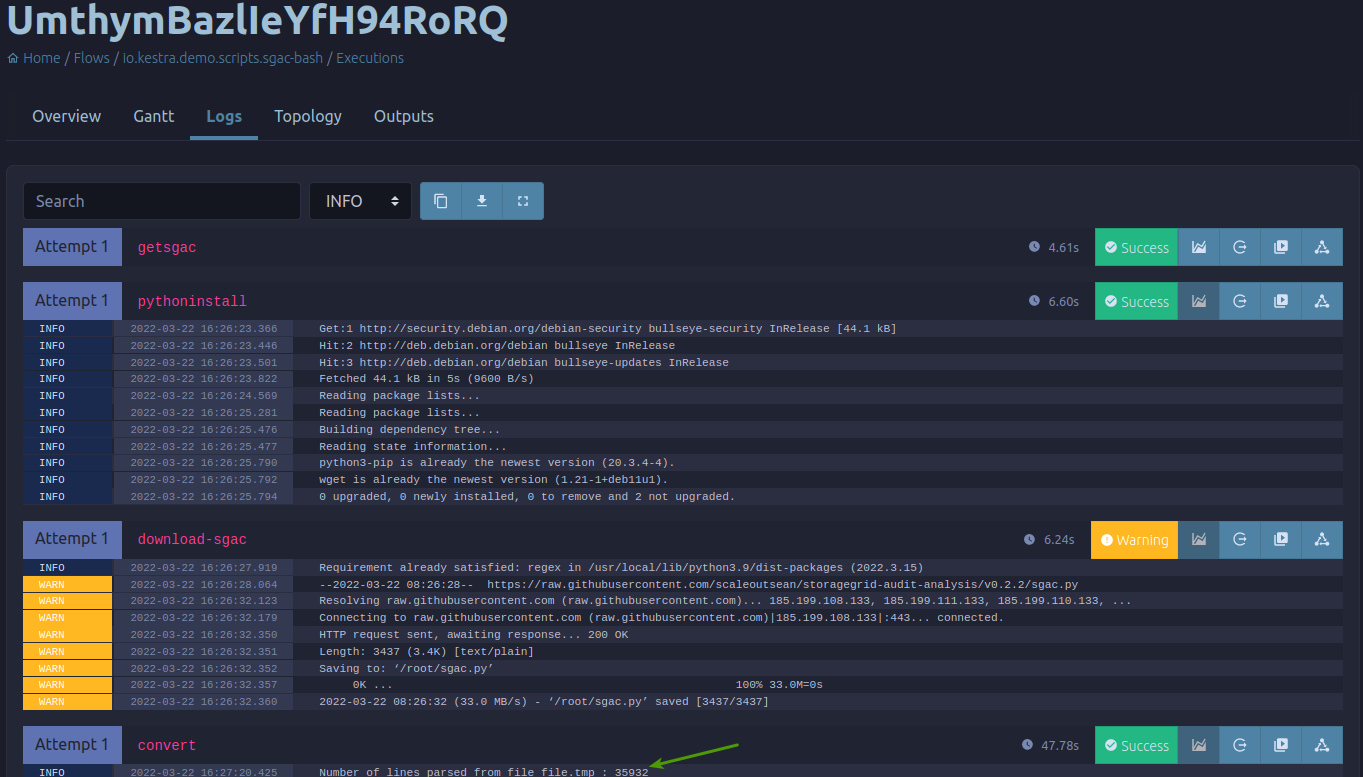 UmthymBazlIeYfH94RoRQ
Home / Flows / io.kestra.demo.scripts.sgac-bash / Executions
Overview Gantt Logs Topology Outputs
Search INFO
Attempt 1 getsgac 4.61s Success
Attempt 1 pythoninstall 6.60s Success
INFO 2022-03-22 16:26:23.366 Get:1 http://security.debian.org/debian-security bullseye-security InRelease [44.1 kB]
INFO 2022-03-22 16:26:23.446 Hit:2 http://deb.debian.org/debian bullseye InRelease
INFO 2022-03-22 16:26:23.501 Hit:3 http://deb.debian.org/debian bullseye-updates InRelease
INFO 2022-03-22 16:26:23.822 Fetched 44.1 kB in 5s (9600 B/s)
INFO 2022-03-22 16:26:24.569 Reading package lists...
INFO 2022-03-22 16:26:25.281 Reading package lists...
INFO 2022-03-22 16:26:25.476 Building dependency tree...
INFO 2022-03-22 16:26:25.477 Reading state information...
INFO 2022-03-22 16:26:25.790 python3-pip is already the newest version (20.3.4-4).
INFO 2022-03-22 16:26:25.792 wget is already the newest version (1.21-1+deb11u1).
INFO 2022-03-22 16:26:25.794 0 upgraded, 0 newly installed, 0 to remove and 2 not upgraded.
Attempt 1 download-sgac 6.24s Warning
INFO 2022-03-22 16:26:27.919 Requirement already satisfied: regex in /usr/local/lib/python3.9/dist-packages (2022.3.15)
WARN 2022-03-22 16:26:28.064 --2022-03-22 08:26:28-- https://raw.githubusercontent.com/scaleoutsean/storagegrid-audit-analysis/v0.2.2/sgac.py
WARN 2022-03-22 16:26:32.123 Resolving raw.githubusercontent.com (raw.githubusercontent.com)... 185.199.108.133, 185.199.111.133, 185.199.110.133, ...
WARN 2022-03-22 16:26:32.179 Connecting to raw.githubusercontent.com (raw.githubusercontent.com)|185.199.108.133|:443... connected.
WARN 2022-03-22 16:26:32.350 HTTP request sent, awaiting response... 200 OK
WARN 2022-03-22 16:26:32.351 Length: 3437 (3.4K) [text/plain]
WARN 2022-03-22 16:26:32.352 Saving to: ‘/root/sgac.py’
WARN 2022-03-22 16:26:32.357 0K ... 100% 33.0M=0s
WARN 2022-03-22 16:26:32.360 2022-03-22 08:26:32 (33.0 MB/s) - ‘/root/sgac.py’ saved [3437/3437]
Attempt 1 convert 47.78s Success
INFO 2022-03-22 16:27:20.425 Number of lines parsed from file file.tmp : 35932